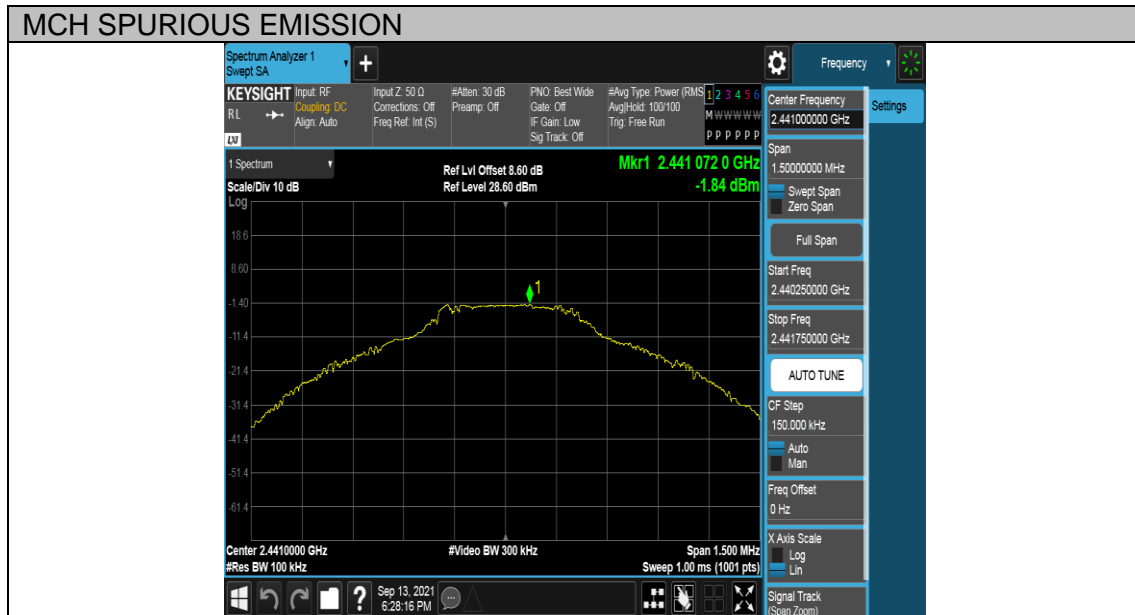 MCH SPURIOUS EMISSION
Spectrum Analyzer 1
Swept SA
Frequency
KEYSIGHT
RL
LXI
Input: RF
Coupling: DC
Align: Auto
Input Z: 50 Ω
Corrections: Off
Freq Ref: Int (S)
#Atten: 30 dB
Preamp: Off
PNO: Best Wide
Gate: Off
IF Gain: Low
Sig Track: Off
#Avg Type: Power (RMS
Avg|Hold: 100/100
Trig: Free Run
1 2 3 4 5 6
M W W W W W
P P P P P P
Center Frequency
2.441000000 GHz
Settings
Span
1.50000000 MHz
Swept Span
Zero Span
Full Span
Start Freq
2.440250000 GHz
Stop Freq
2.441750000 GHz
AUTO TUNE
CF Step
150.000 kHz
Auto
Man
Freq Offset
0 Hz
X Axis Scale
Log
Lin
Signal Track
(Span Zoom)
1 Spectrum
Scale/Div 10 dB
Log
Ref Lvl Offset 8.60 dB
Ref Level 28.60 dBm
Mkr1 2.441 072 0 GHz
-1.84 dBm
18.6
8.60
-1.40
-11.4
-21.4
-31.4
-41.4
-51.4
-61.4
1
Center 2.4410000 GHz
#Res BW 100 kHz
#Video BW 300 kHz
Span 1.500 MHz
Sweep 1.00 ms (1001 pts)
?
Sep 13, 2021
6:28:16 PM